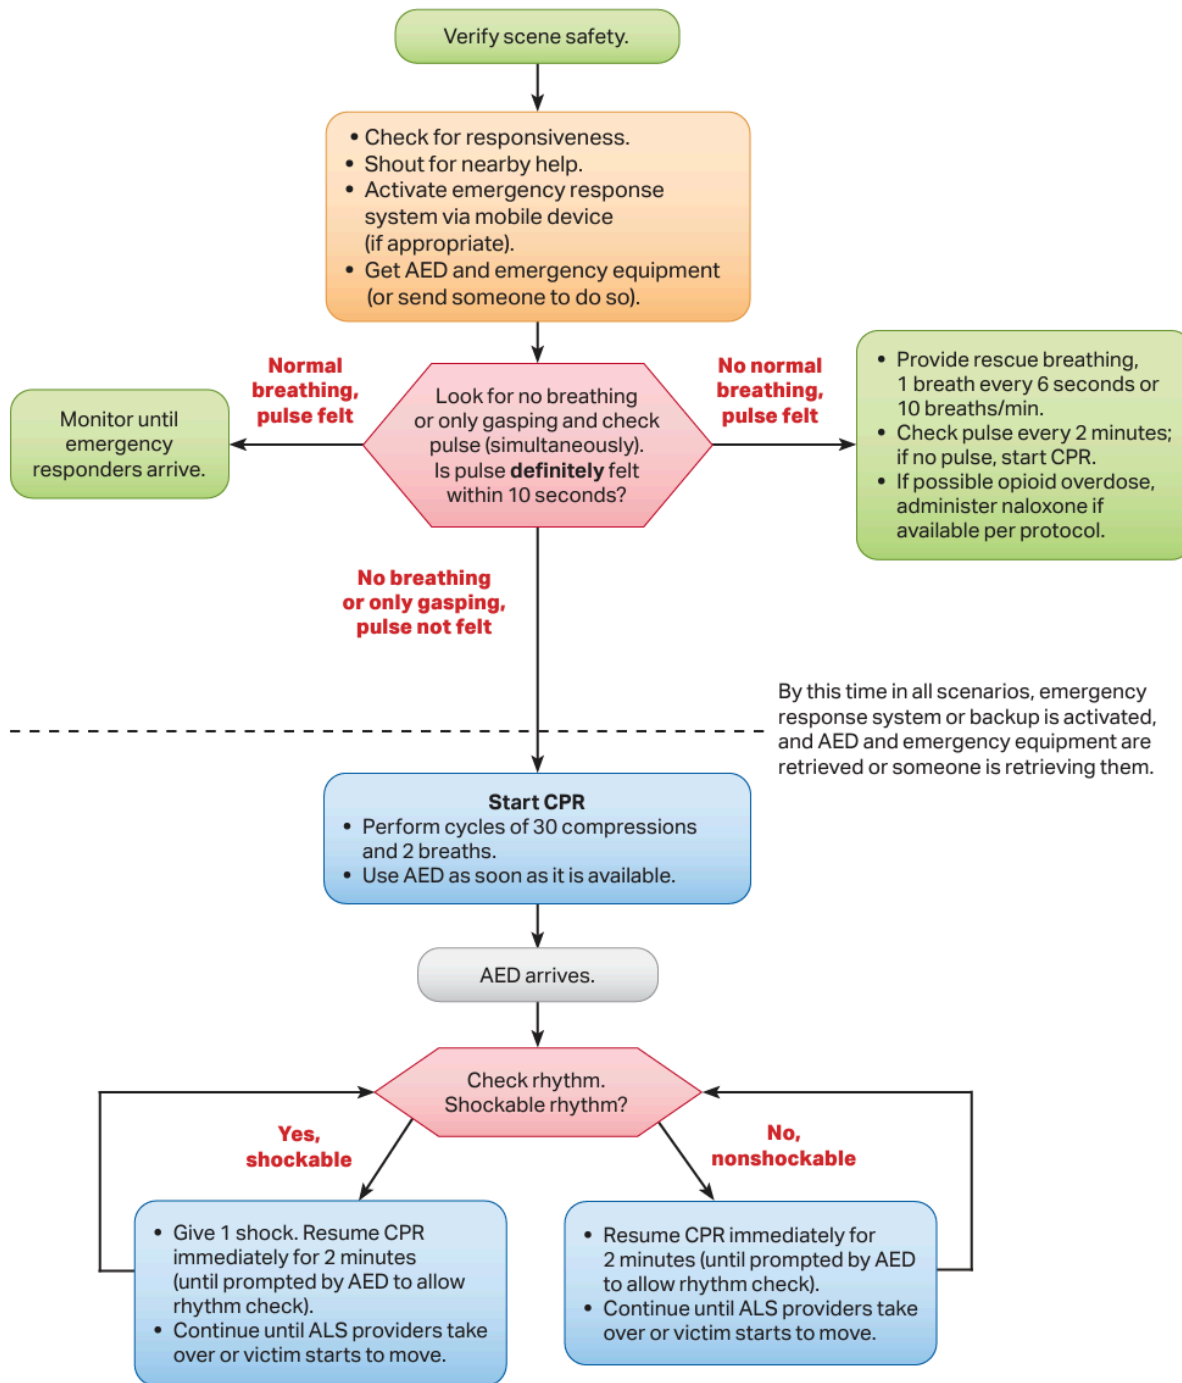 Verify scene safety.
• Check for responsiveness.
• Shout for nearby help.
• Activate emergency response
system via mobile device
(if appropriate).
• Get AED and emergency equipment
(or send someone to do so).
Normal
breathing,
pulse felt
Monitor until
emergency
responders arrive.
Look for no breathing
or only gasping and check
pulse (simultaneously).
Is pulse definitely felt
within 10 seconds?
No normal
breathing,
pulse felt
• Provide rescue breathing,
1 breath every 6 seconds or
10 breaths/min.
• Check pulse every 2 minutes;
if no pulse, start CPR.
• If possible opioid overdose,
administer naloxone if
available per protocol.
No breathing
or only gasping,
pulse not felt
By this time in all scenarios, emergency
response system or backup is activated,
and AED and emergency equipment are
retrieved or someone is retrieving them.
Start CPR
• Perform cycles of 30 compressions
and 2 breaths.
• Use AED as soon as it is available.
AED arrives.
Check rhythm.
Shockable rhythm?
Yes,
shockable
No,
nonshockable
• Give 1 shock. Resume CPR
immediately for 2 minutes
(until prompted by AED to allow
rhythm check).
• Continue until ALS providers take
over or victim starts to move.
• Resume CPR immediately for
2 minutes (until prompted by AED
to allow rhythm check).
• Continue until ALS providers take
over or victim starts to move.